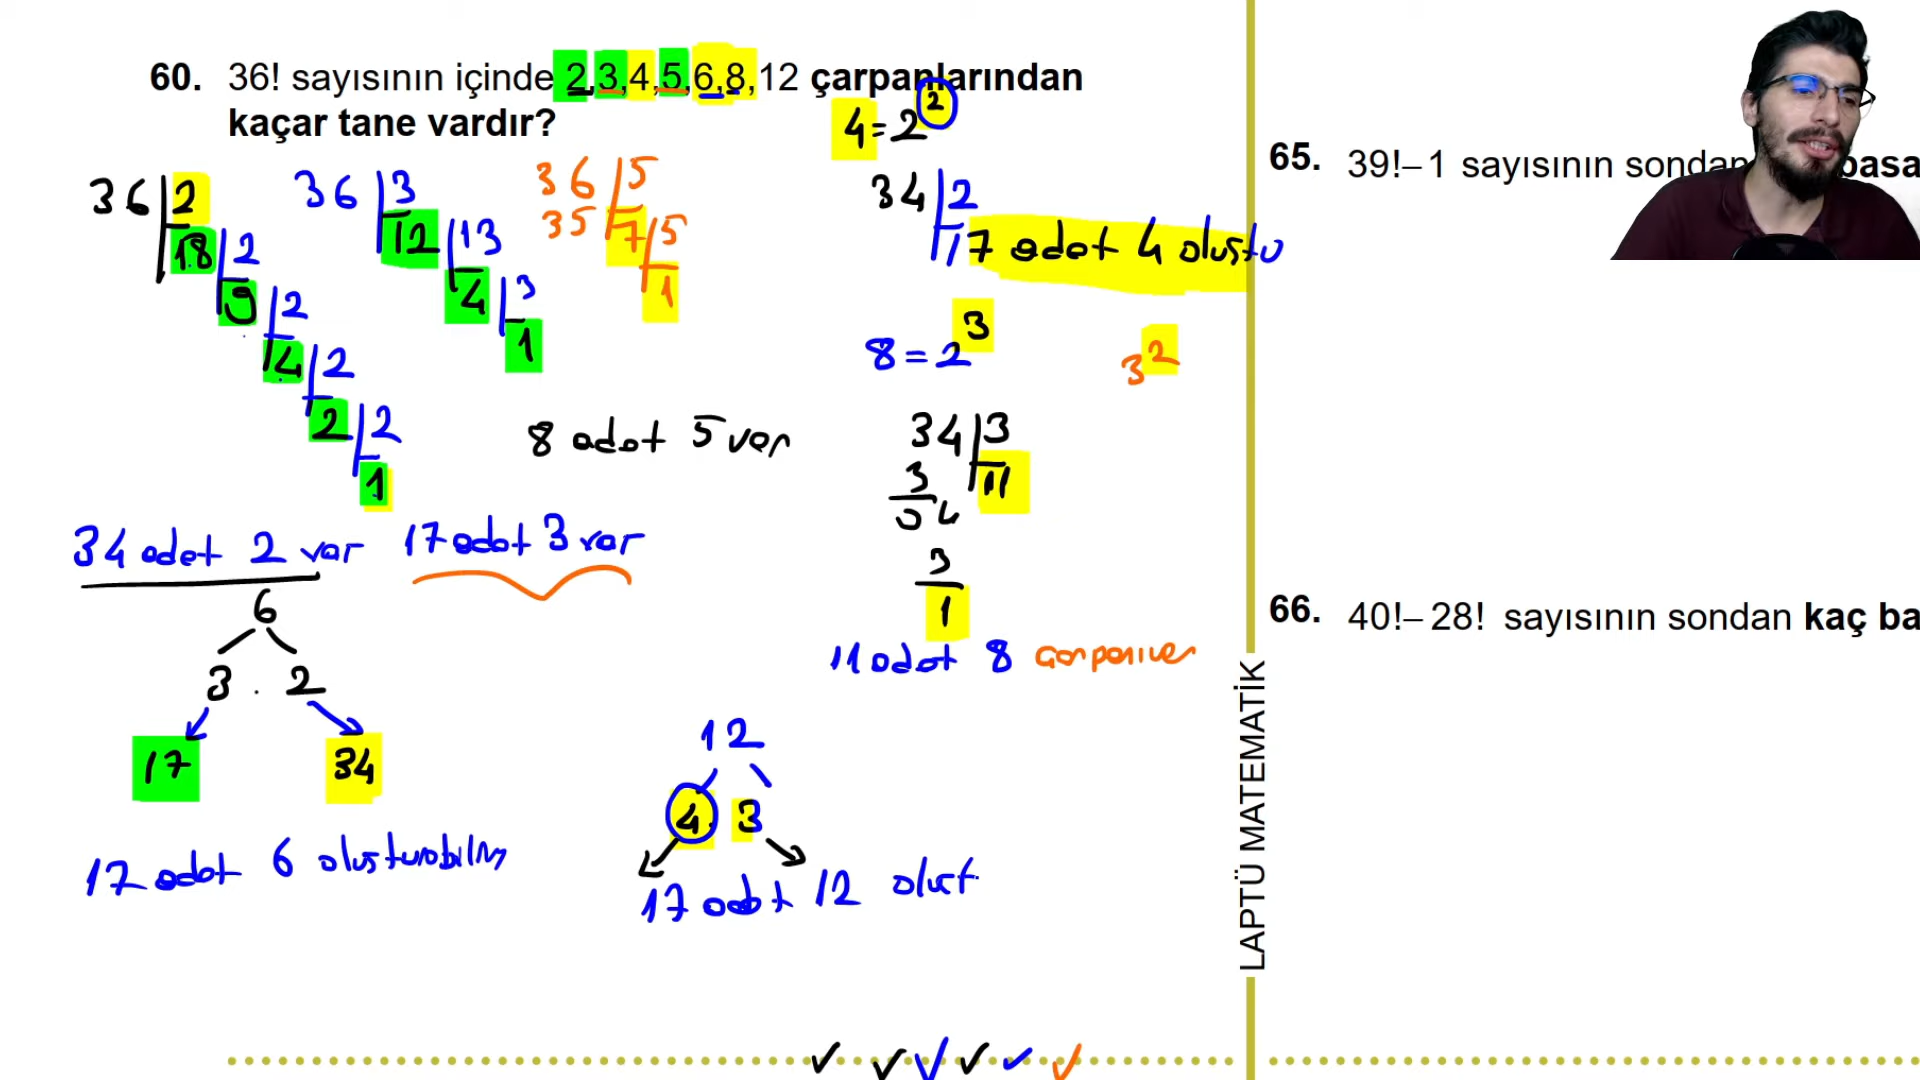 60. 36! sayısının içinde 2,3,4,5,6,8,12 çarpanlarından
kaçar tane vardır?
4=2²
36 2
18 2
9 2
4 2
2 2
1
36 3
12 13
4 3
1
36 5
35 7 5
1
34 2
17 adet 4 oluştu
8=2³
3²
34 3
3 11
04
3
1
8 adet 5 var
34 adet 2 var
17 adet 3 var
11 adet 8
6
3 . 2
17 34
17 adet 6
12
4 3
17 adet 12
65. 39!–1 sayısının sondan
66. 40!–28! sayısının sondan kaç ba
LAPTÜ MATEMATİK